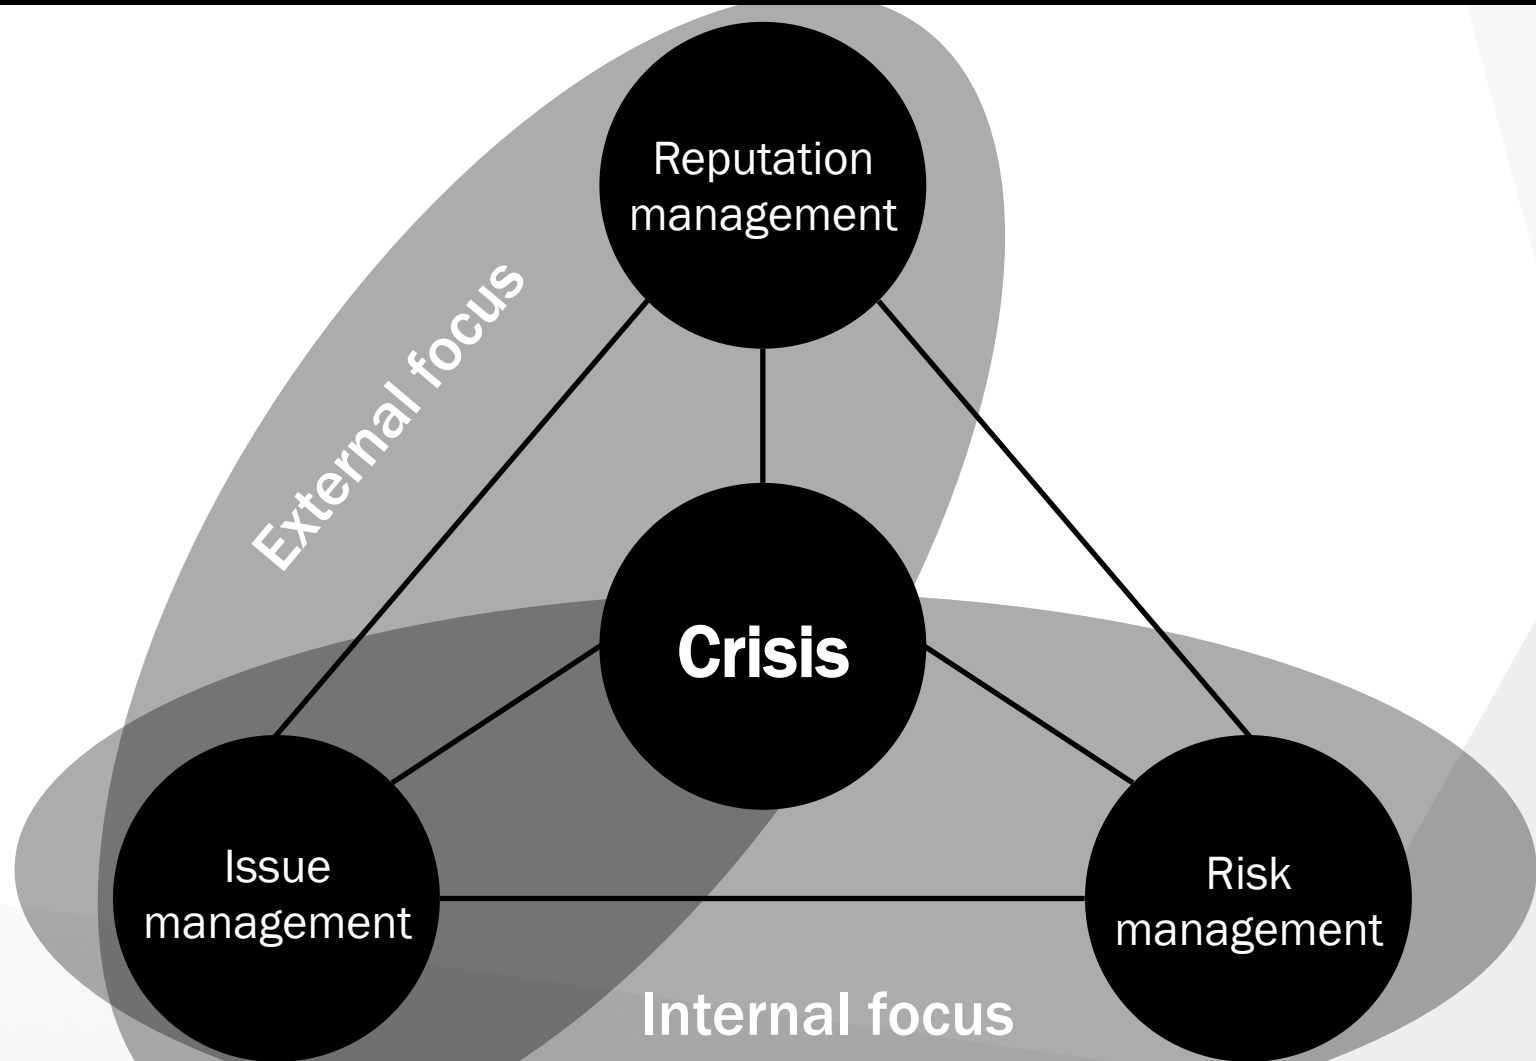 Reputation
management
External focus
Crisis
Issue
management
Risk
management
Internal focus